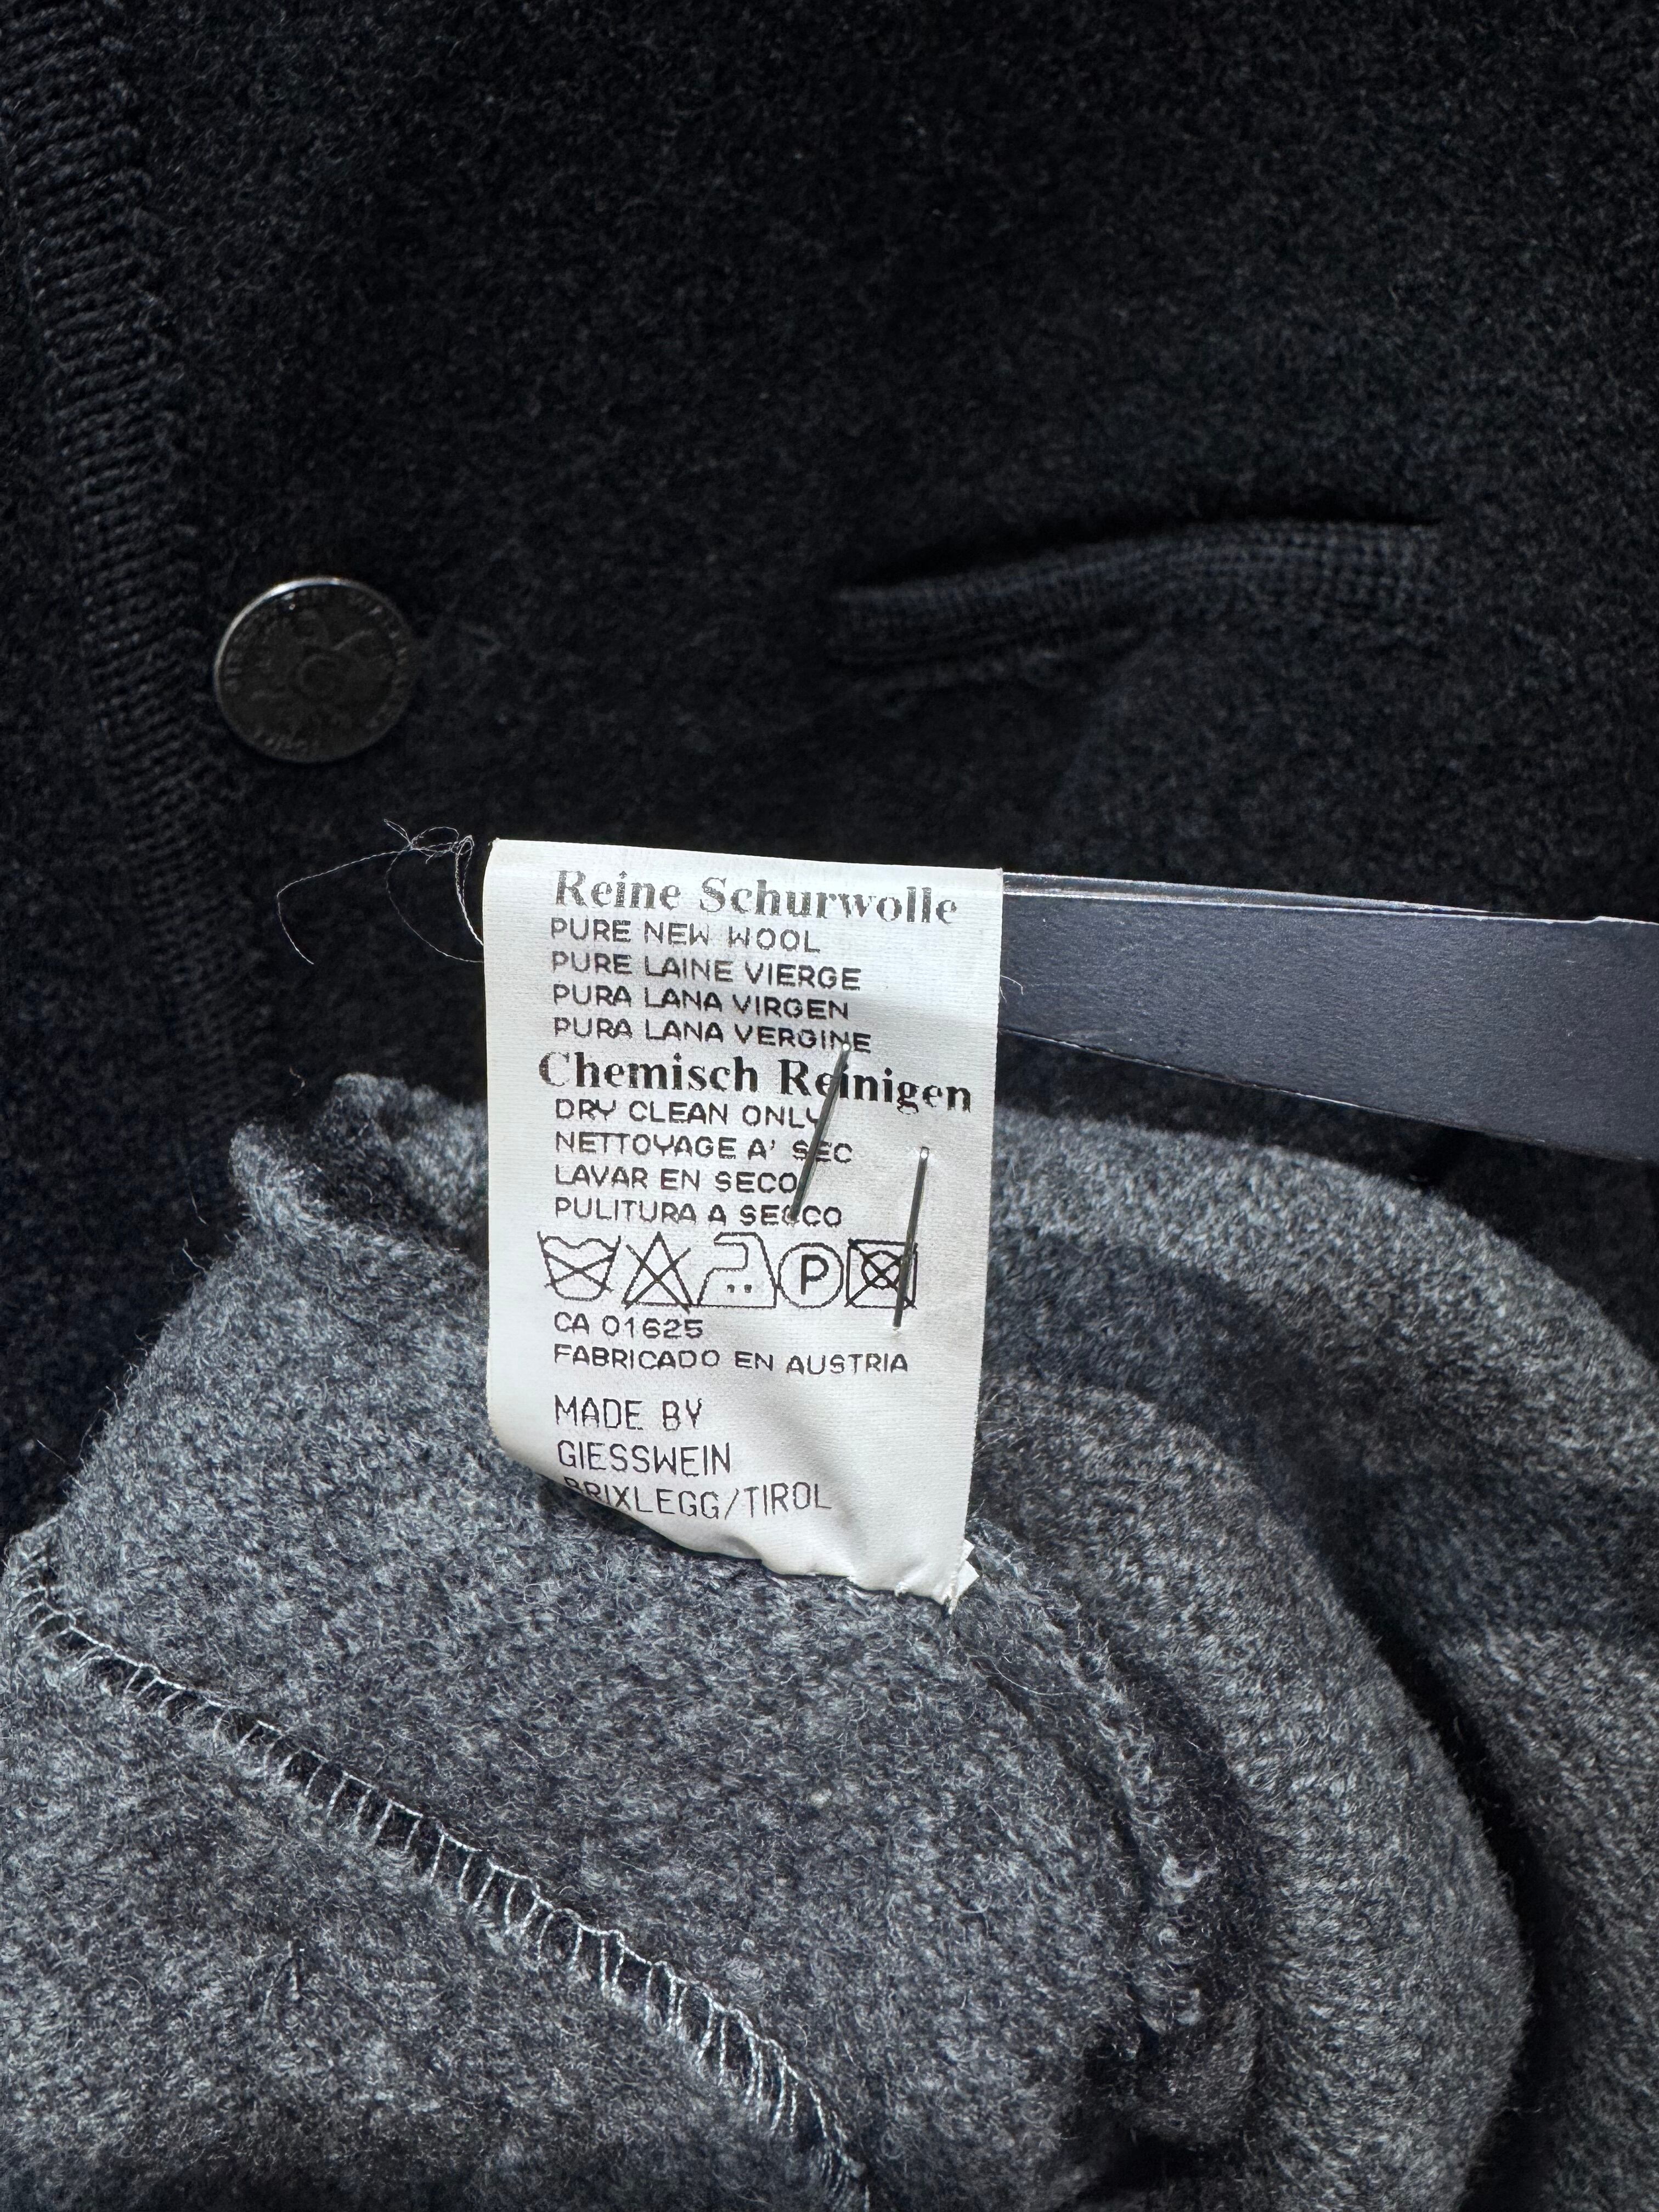 Reine Schurwolle
PURE NEW WOOL
PURE LAINE VIERGE
PURA LANA VIRGEN
PURA LANA VERGINE
Chemisch Reinigen
DRY CLEAN ONLY
NETTOYAGE A' SEC
LAVAR EN SECO
PULITURA A SECCO
P
CA 01625
FABRICADO EN AUSTRIA
MADE BY
GIESSWEIN
BRIXLEGG/TIROL